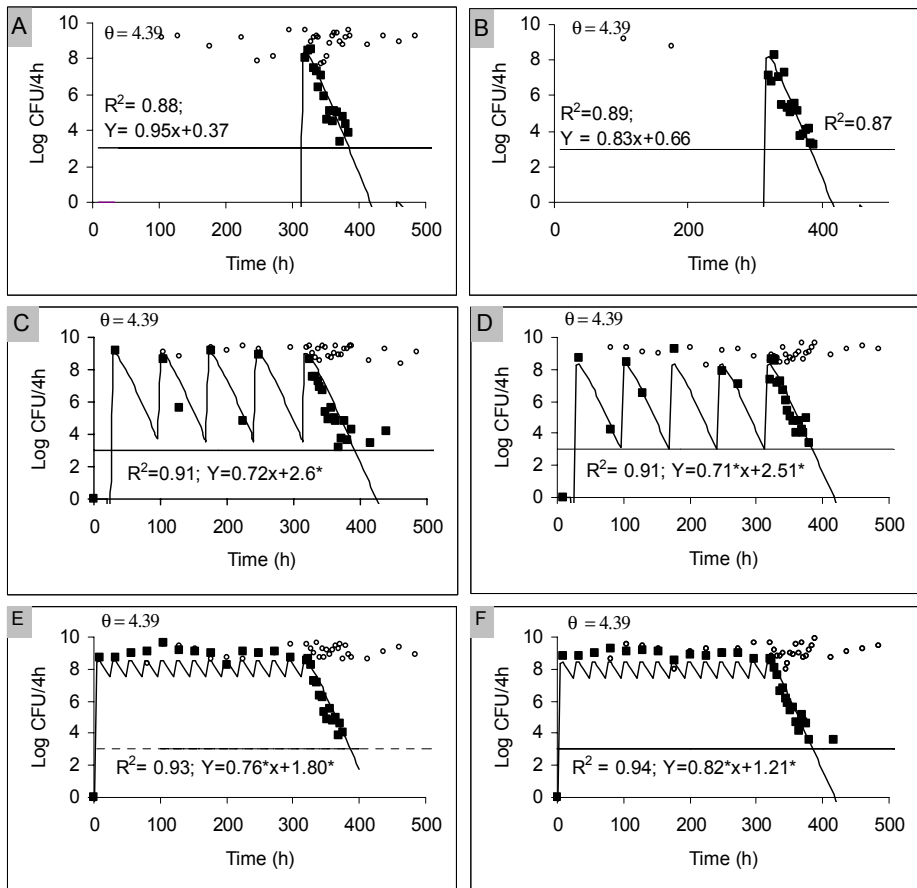 A
θ = 4.39
Log CFU/4h
10
8
6
4
2
0
R²= 0.88;
Y= 0.95x+0.37
0 100 200 300 400 500
Time (h)
B
θ = 4.39
Log CFU/4h
10
8
6
4
2
0
R²=0.89;
Y = 0.83x+0.66
R²=0.87
0 200 400
Time (h)
C
θ = 4.39
Log CFU/4h
10
8
6
4
2
0
R²=0.91; Y=0.72x+2.6*
0 100 200 300 400 500
Time (h)
D
θ = 4.39
Log CFU/4h
10
8
6
4
2
0
R²= 0.91; Y=0.71*x+2.51*
0 100 200 300 400 500
Time (h)
E
θ = 4.39
Log CFU/4h
10
8
6
4
2
0
R²= 0.93; Y=0.76*x+1.80*
0 100 200 300 400 500
Time (h)
F
θ = 4.39
Log CFU/4h
10
8
6
4
2
0
R² = 0.94; Y=0.82*x+1.21*
0 100 200 300 400 500
Time (h)